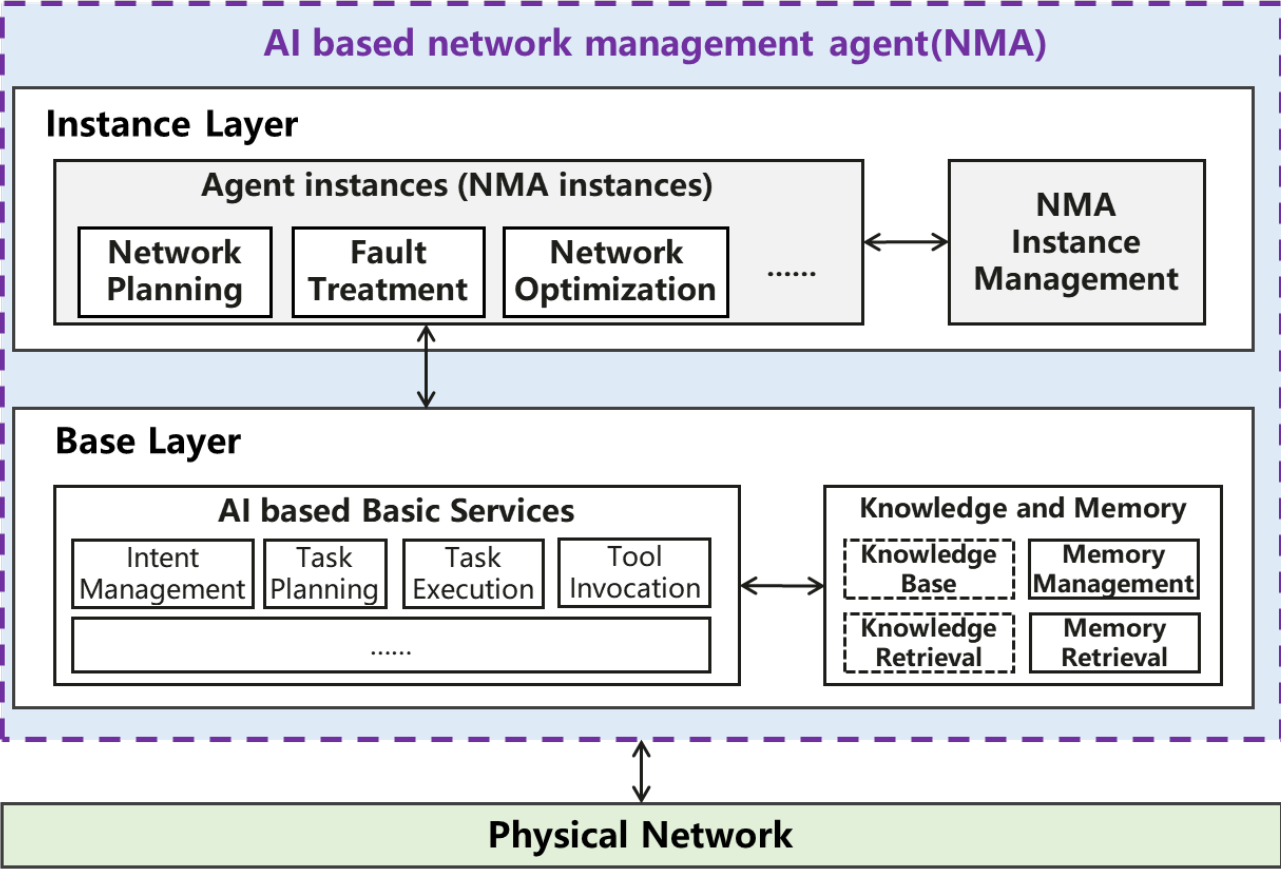 AI based network management agent(NMA)
Instance Layer
Agent instances (NMA instances)
Network
Planning
Fault
Treatment
Network
Optimization
......
NMA
Instance
Management
Base Layer
AI based Basic Services
Intent
Management
Task
Planning
Task
Execution
Tool
Invocation
......
Knowledge and Memory
Knowledge
Base
Memory
Management
Knowledge
Retrieval
Memory
Retrieval
Physical Network